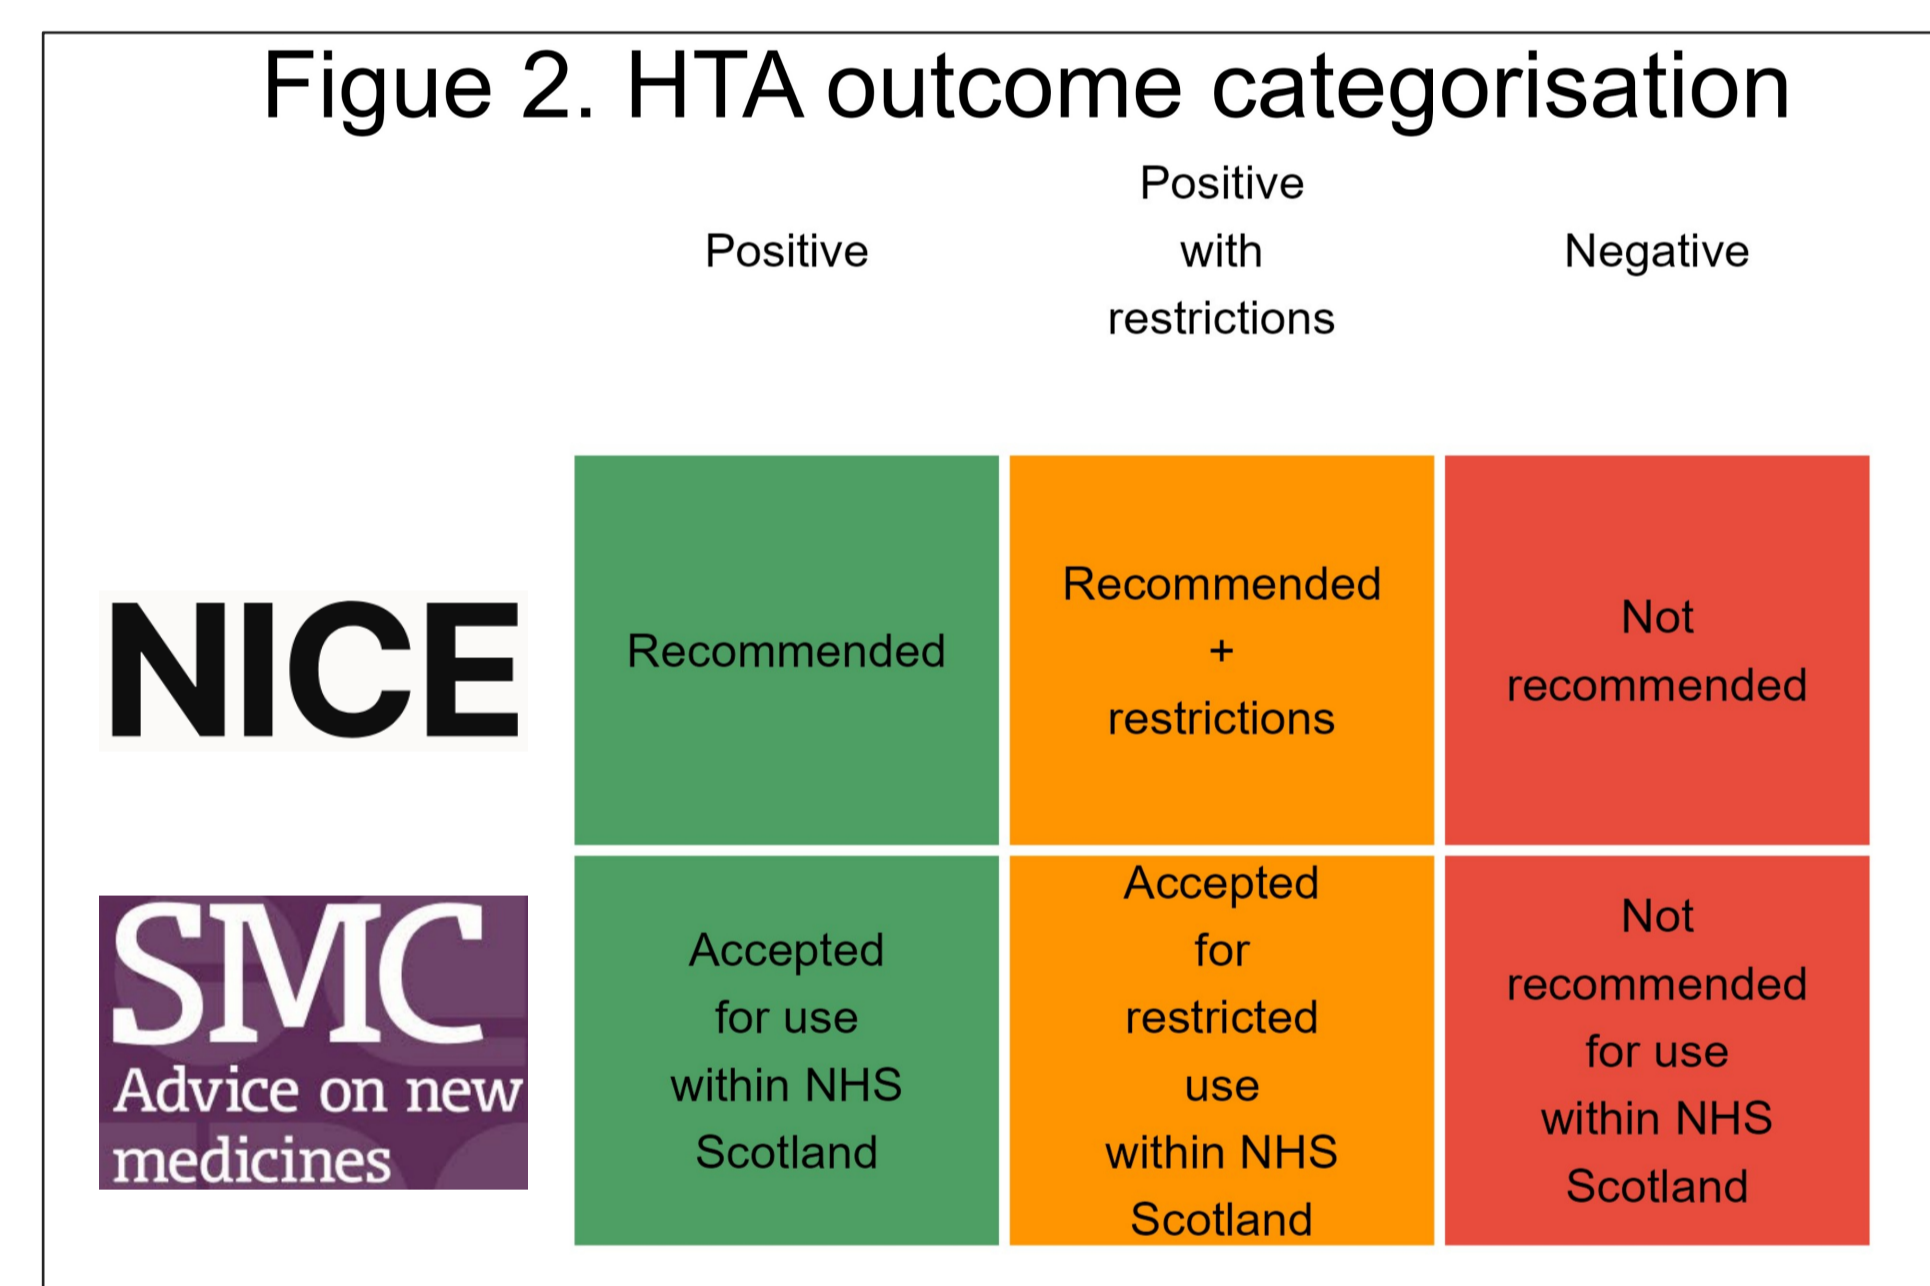 Figue 2. HTA outcome categorisation
Positive
Positive
with
restrictions
Negative
NICE
Recommended
Recommended
+
restrictions
Not
recommended
SMC
Advice on new
medicines
Accepted
for use
within NHS
Scotland
Accepted
for
restricted
use
within NHS
Scotland
Not
recommended
for use
within NHS
Scotland